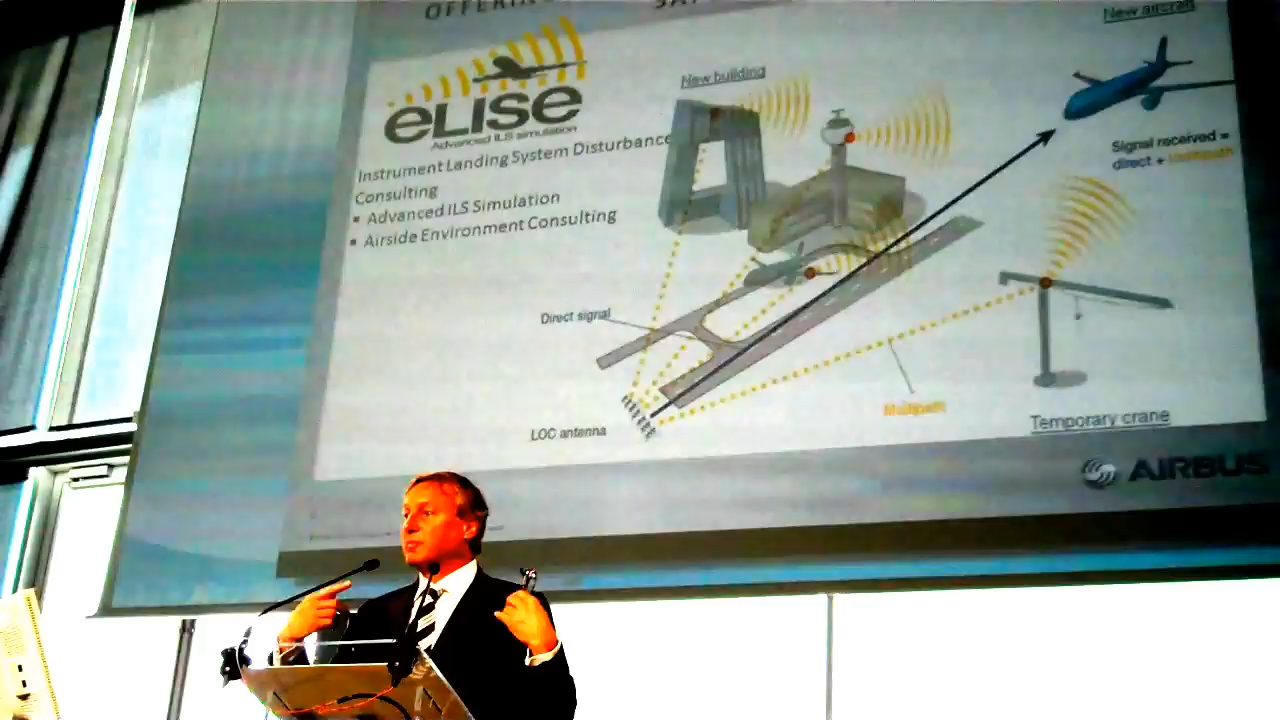 eLISE
Advanced ILS simulation
Instrument Landing System Disturbance
Consulting
▪ Advanced ILS Simulation
▪ Airside Environment Consulting
New building
New aircraft
Signal received =
direct + multipath
Direct signal
LOC antenna
Multipath
Temporary crane
AIRBUS